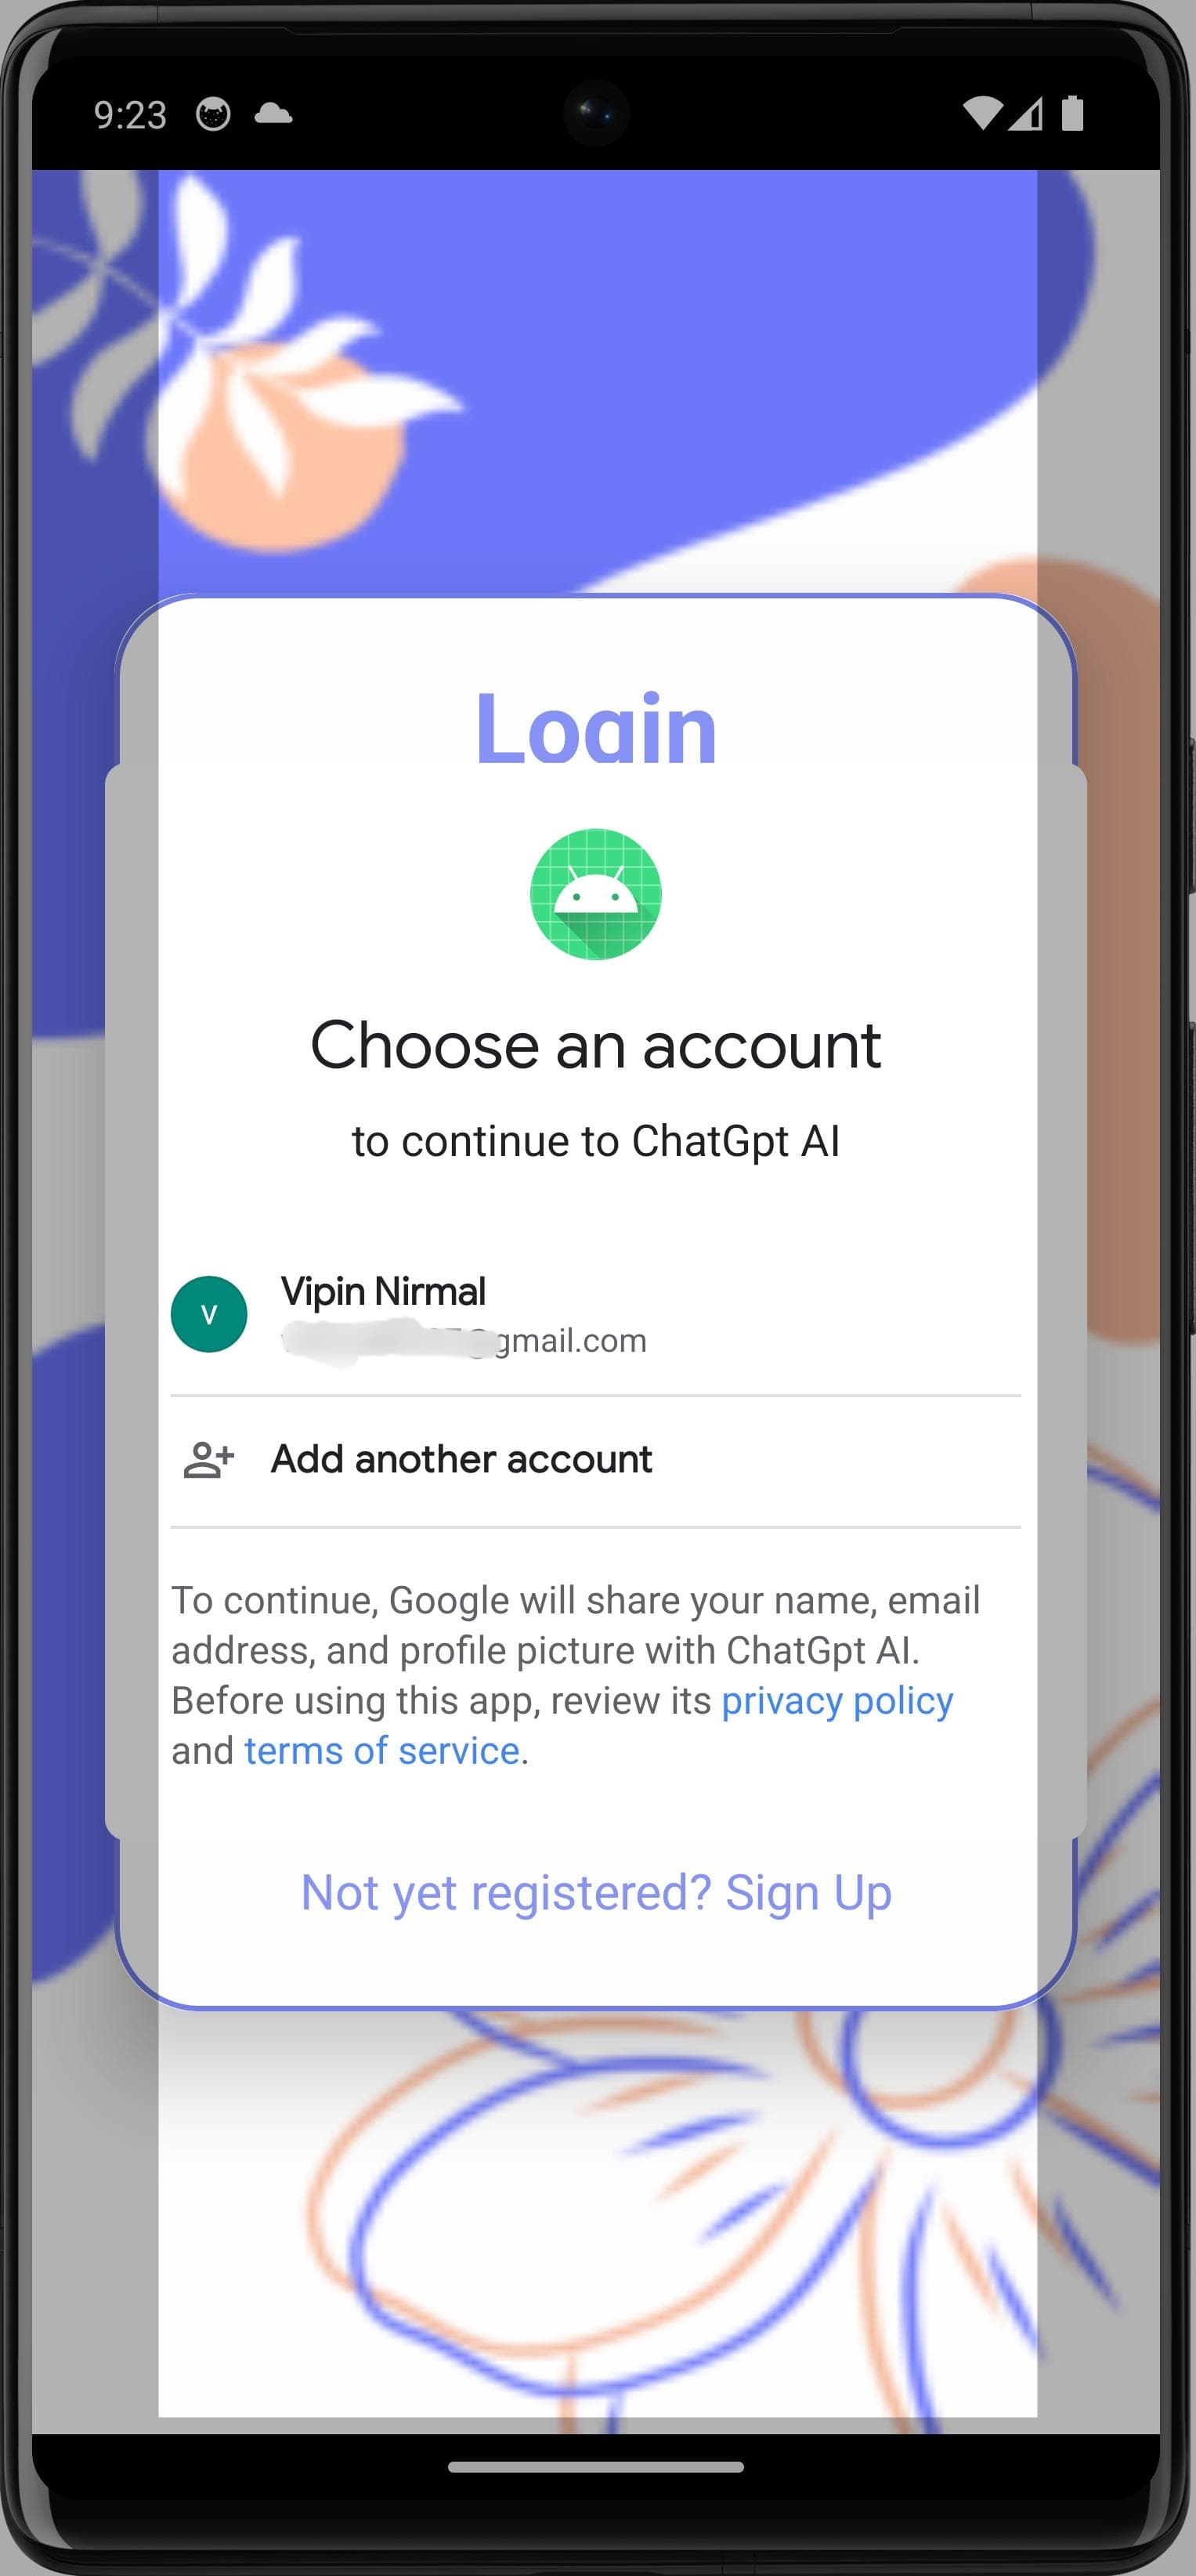 9:23
Login
Choose an account
to continue to ChatGpt AI
V
Vipin Nirmal
@gmail.com
Add another account
To continue, Google will share your name, email
address, and profile picture with ChatGpt AI.
Before using this app, review its privacy policy
and terms of service.
Not yet registered? Sign Up